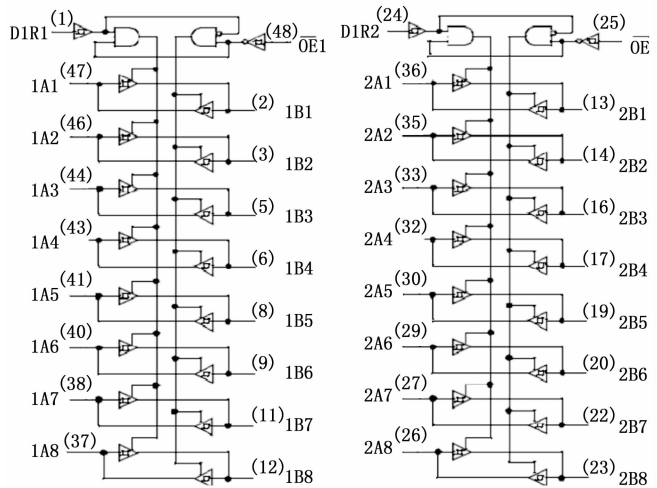 (1) (48) (24) (25)
D1R1 OE1 D1R2 OE
(47) (36)
1A1 2A1
(2) 1B1 (13) 2B1
(46) (35)
1A2 2A2
(3) 1B2 (14) 2B2
(44) (33)
1A3 2A3
(5) 1B3 (16) 2B3
(43) (32)
1A4 2A4
(6) 1B4 (17) 2B4
(41) (30)
1A5 2A5
(8) 1B5 (19) 2B5
(40) (29)
1A6 2A6
(9) 1B6 (20) 2B6
(38) (27)
1A7 2A7
(11) 1B7 (22) 2B7
(37) (26)
1A8 2A8
(12) 1B8 (23) 2B8